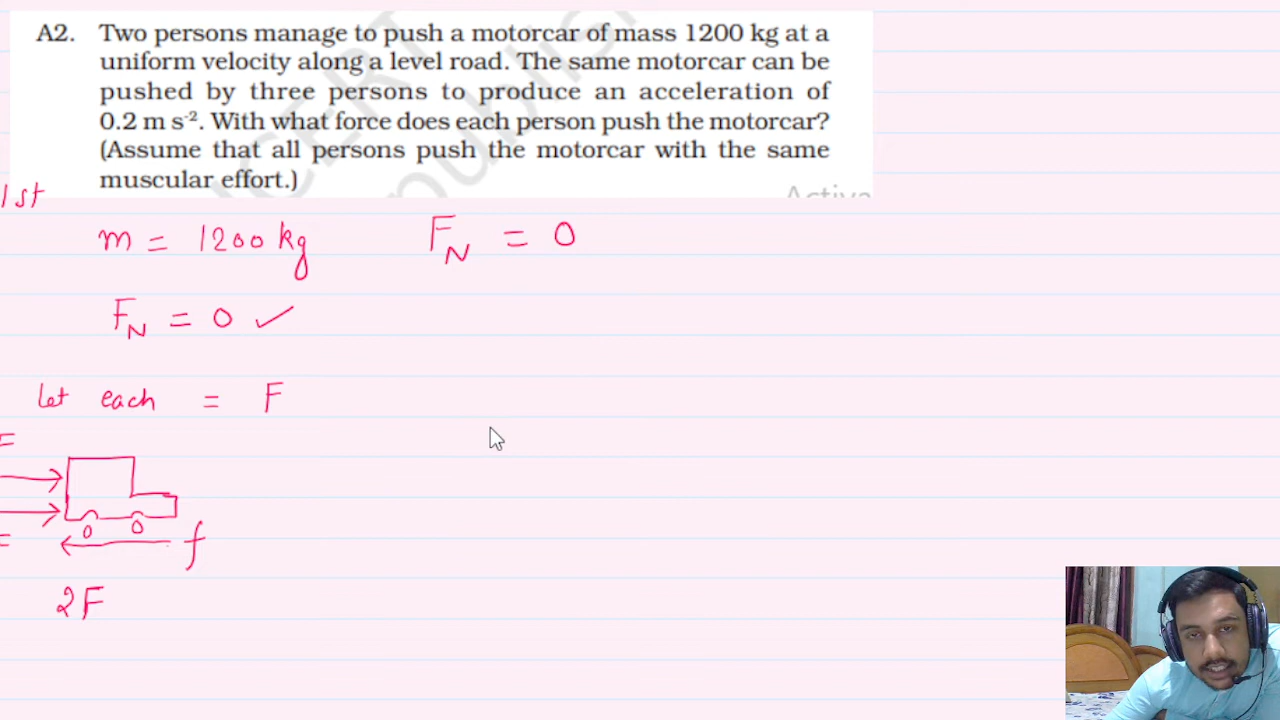 A2. Two persons manage to push a motorcar of mass 1200 kg at a
uniform velocity along a level road. The same motorcar can be
pushed by three persons to produce an acceleration of
0.2 m s⁻². With what force does each person push the motorcar?
(Assume that all persons push the motorcar with the same
muscular effort.)
Activa
1st
m = 1200 kg
F_N = 0
F_N = 0 ✓
let each = F
F
F
f
2F